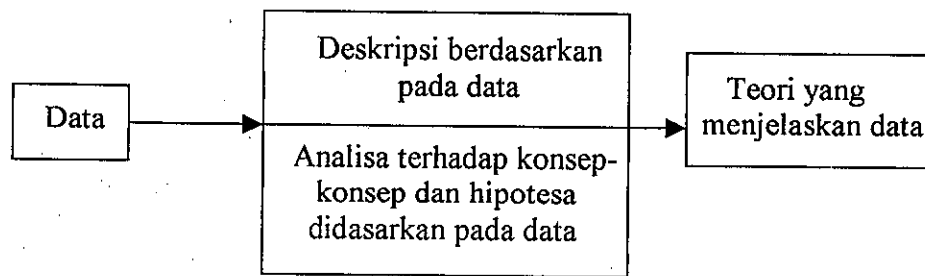 Data
Deskripsi berdasarkan
pada data
Analisa terhadap konsep-
konsep dan hipotesa
didasarkan pada data
Teori yang
menjelaskan data